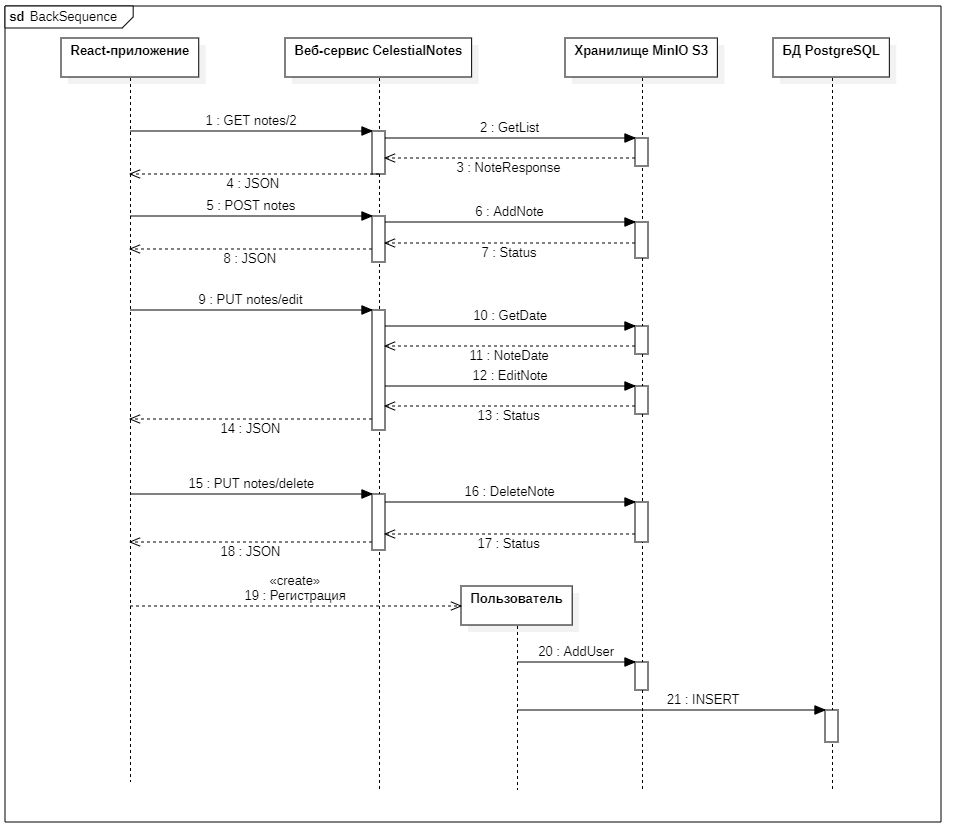 sd BackSequence
React-приложение
Веб-сервис CelestialNotes
Хранилище MinIO S3
БД PostgreSQL
1 : GET notes/2
2 : GetList
3 : NoteResponse
4 : JSON
5 : POST notes
6 : AddNote
7 : Status
8 : JSON
9 : PUT notes/edit
10 : GetDate
11 : NoteDate
12 : EditNote
13 : Status
14 : JSON
15 : PUT notes/delete
16 : DeleteNote
17 : Status
18 : JSON
«create»
19 : Регистрация
Пользователь
20 : AddUser
21 : INSERT